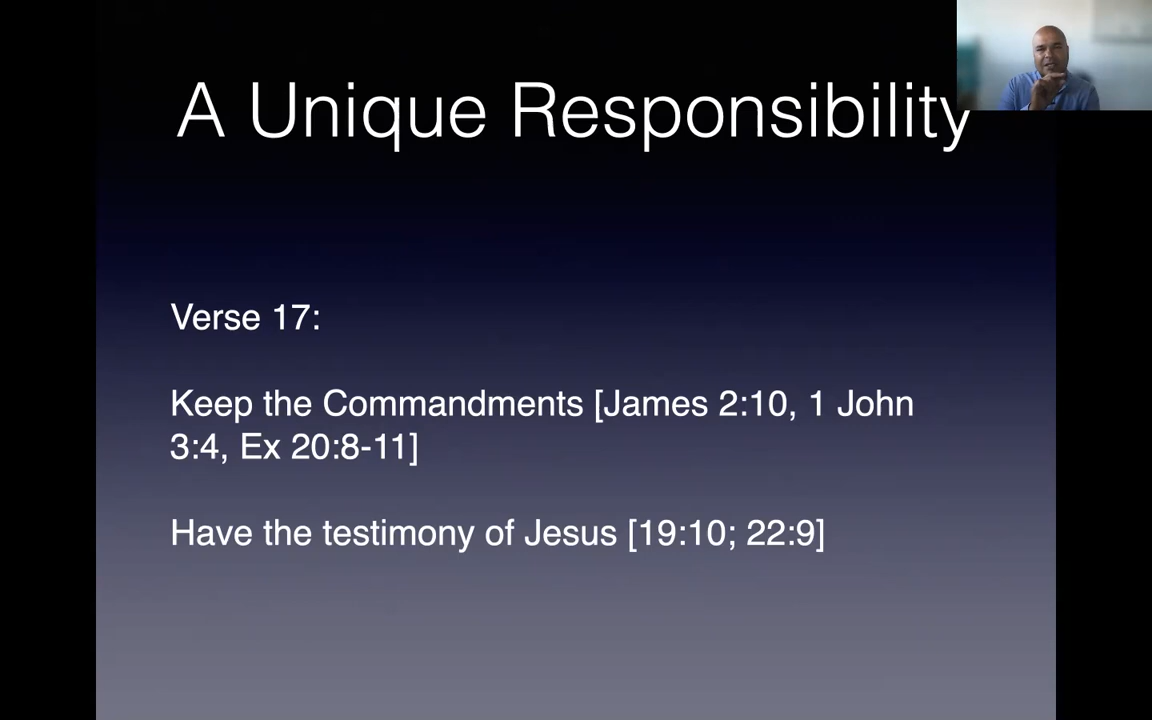 A Unique Responsibility
Verse 17:
Keep the Commandments [James 2:10, 1 John
3:4, Ex 20:8-11]
Have the testimony of Jesus [19:10; 22:9]